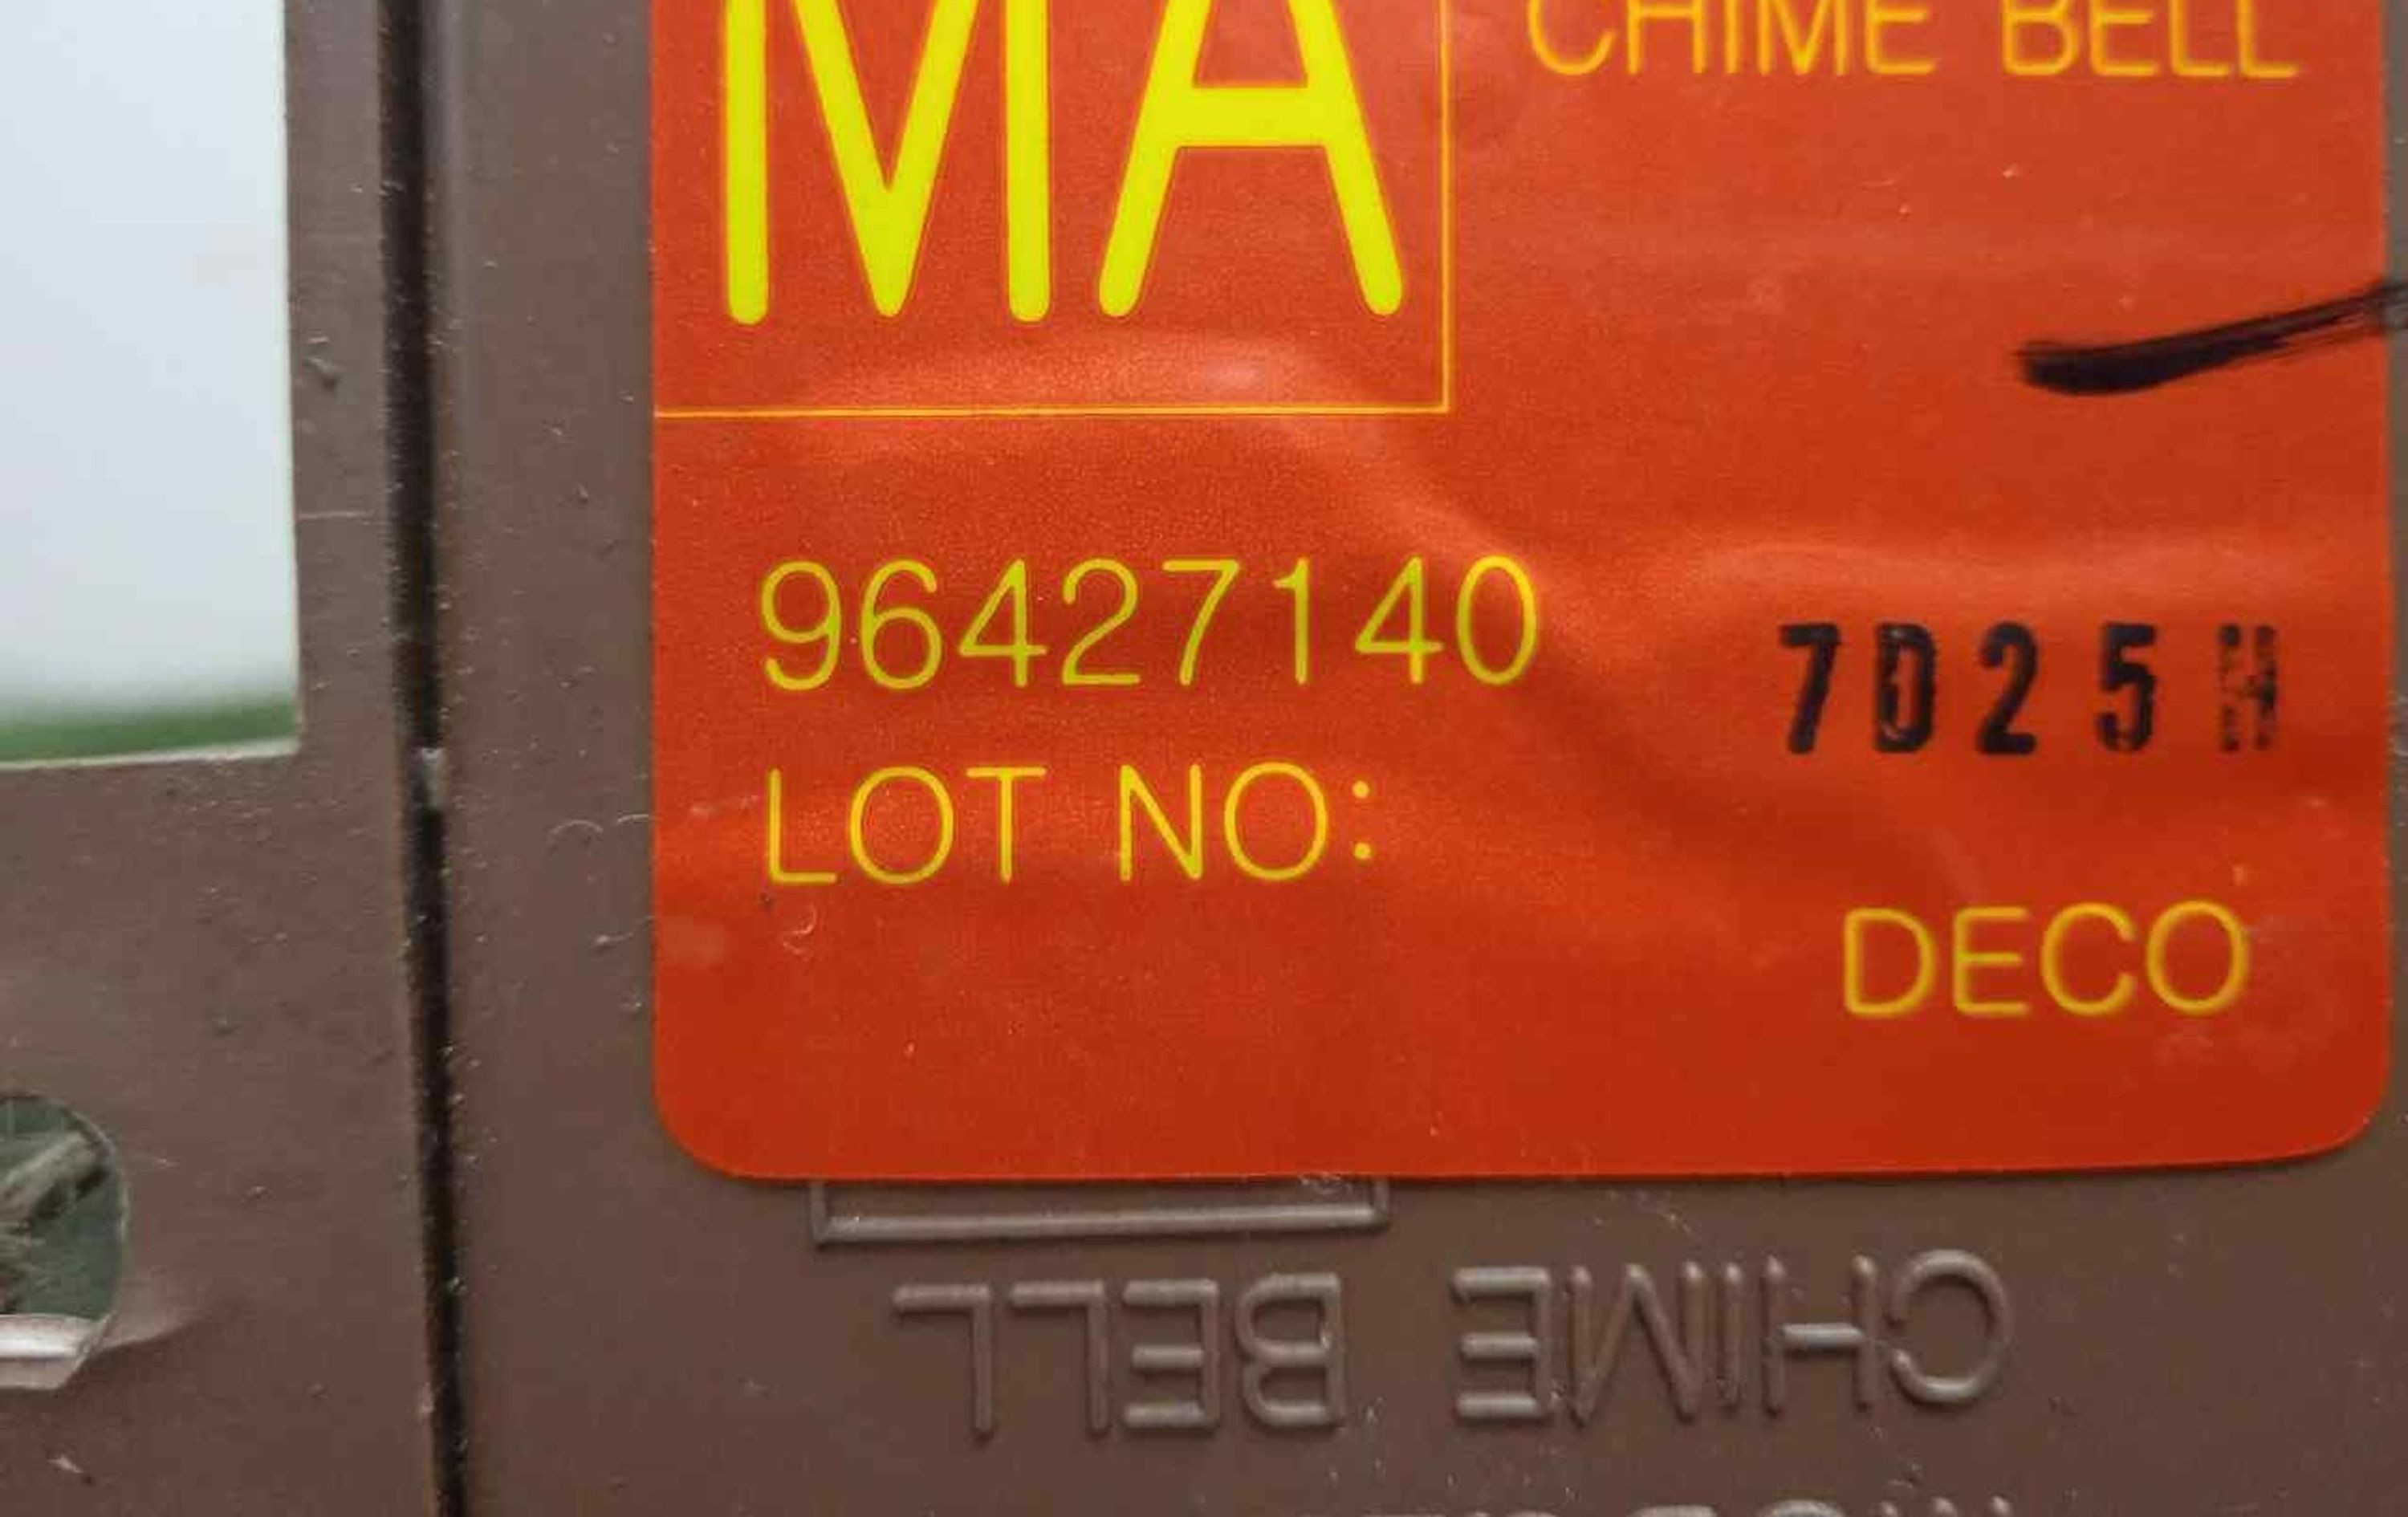 MA
CHIME BELL
96427140
7D25H
LOT NO:
DECO
CHIME BELL